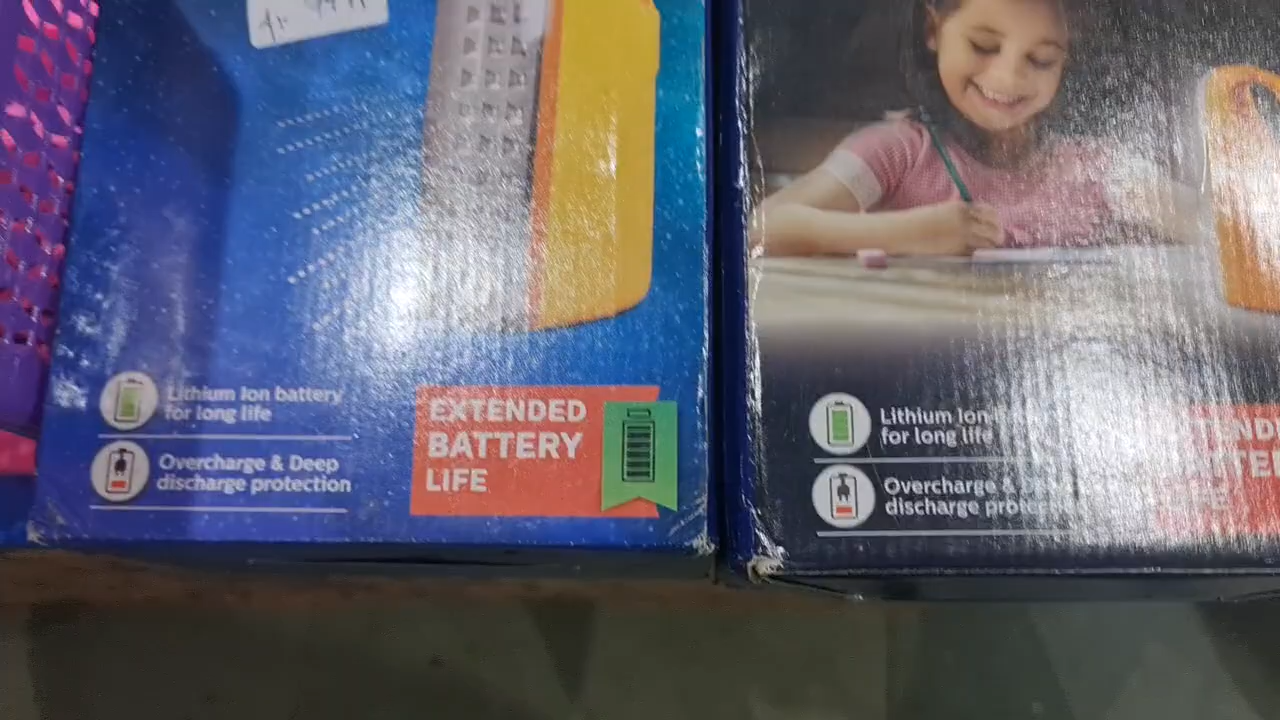 Lithium Ion battery
for long life
Overcharge & Deep
discharge protection
EXTENDED
BATTERY
LIFE
Lithium Ion
for long life
Overcharge &
discharge
LIFE